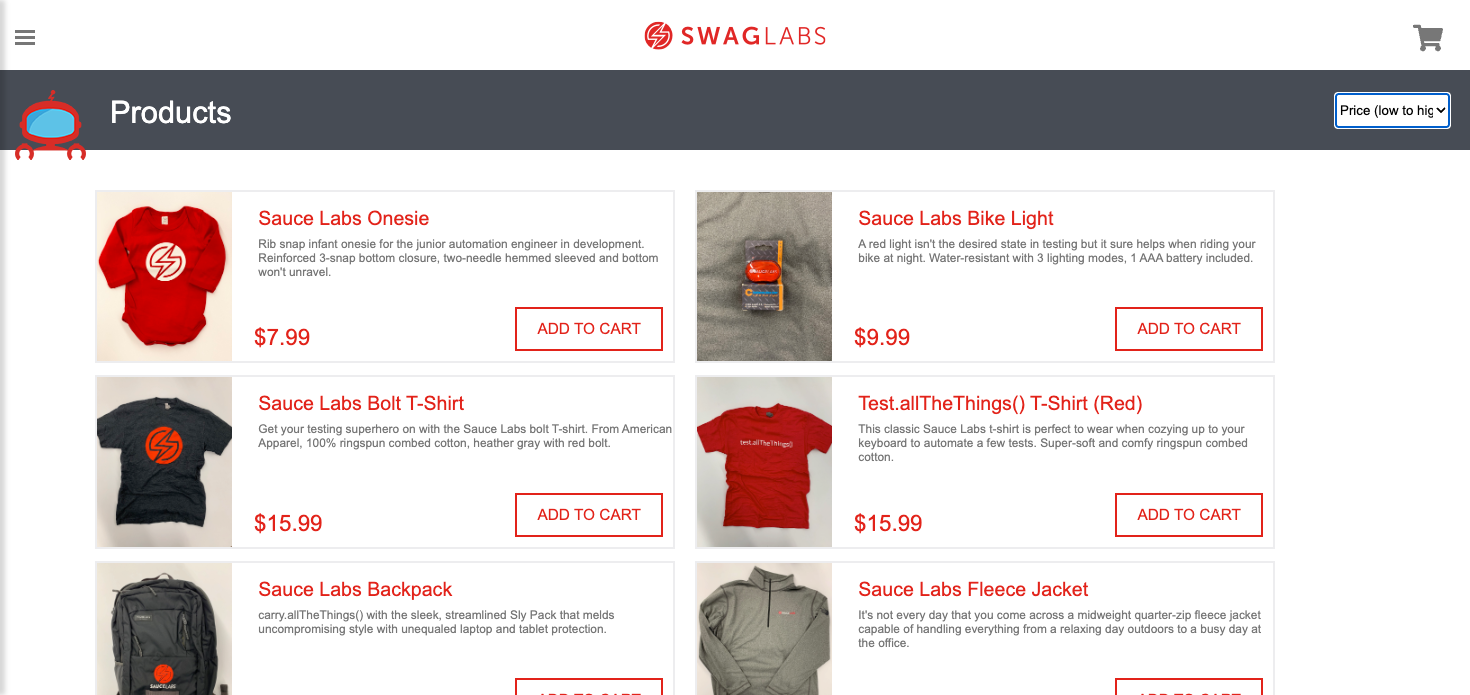 SWAGLABS
Products
Price (low to hig
Sauce Labs Onesie
Rib snap infant onesie for the junior automation engineer in development.
Reinforced 3-snap bottom closure, two-needle hemmed sleeved and bottom
won't unravel.
$7.99
ADD TO CART
Sauce Labs Bike Light
A red light isn't the desired state in testing but it sure helps when riding your
bike at night. Water-resistant with 3 lighting modes, 1 AAA battery included.
$9.99
ADD TO CART
Sauce Labs Bolt T-Shirt
Get your testing superhero on with the Sauce Labs bolt T-shirt. From American
Apparel, 100% ringspun combed cotton, heather gray with red bolt.
$15.99
ADD TO CART
test.allTheThings()
Test.allTheThings() T-Shirt (Red)
This classic Sauce Labs t-shirt is perfect to wear when cozying up to your
keyboard to automate a few tests. Super-soft and comfy ringspun combed
cotton.
$15.99
ADD TO CART
SAUCELABS
Sauce Labs Backpack
carry.allTheThings() with the sleek, streamlined Sly Pack that melds
uncompromising style with unequaled laptop and tablet protection.
ADD TO CART
Sauce Labs Fleece Jacket
It's not every day that you come across a midweight quarter-zip fleece jacket
capable of handling everything from a relaxing day outdoors to a busy day at
the office.
ADD TO CART